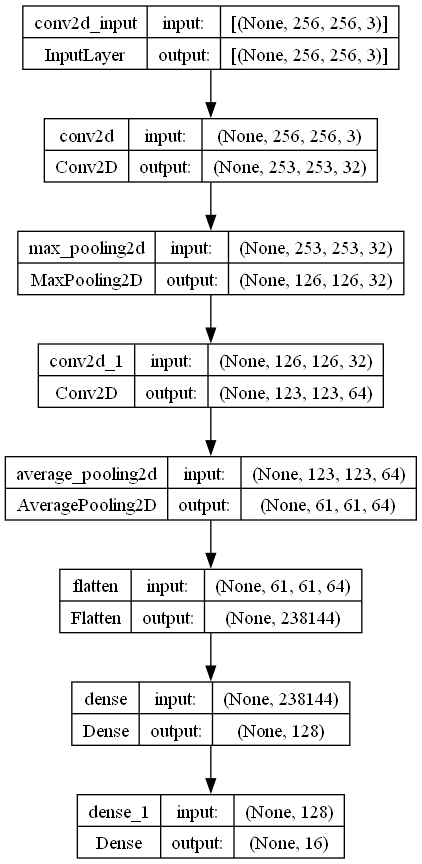 conv2d_input input: [(None, 256, 256, 3)]
InputLayer output: [(None, 256, 256, 3)]
conv2d input: (None, 256, 256, 3)
Conv2D output: (None, 253, 253, 32)
max_pooling2d input: (None, 253, 253, 32)
MaxPooling2D output: (None, 126, 126, 32)
conv2d_1 input: (None, 126, 126, 32)
Conv2D output: (None, 123, 123, 64)
average_pooling2d input: (None, 123, 123, 64)
AveragePooling2D output: (None, 61, 61, 64)
flatten input: (None, 61, 61, 64)
Flatten output: (None, 238144)
dense input: (None, 238144)
Dense output: (None, 128)
dense_1 input: (None, 128)
Dense output: (None, 16)